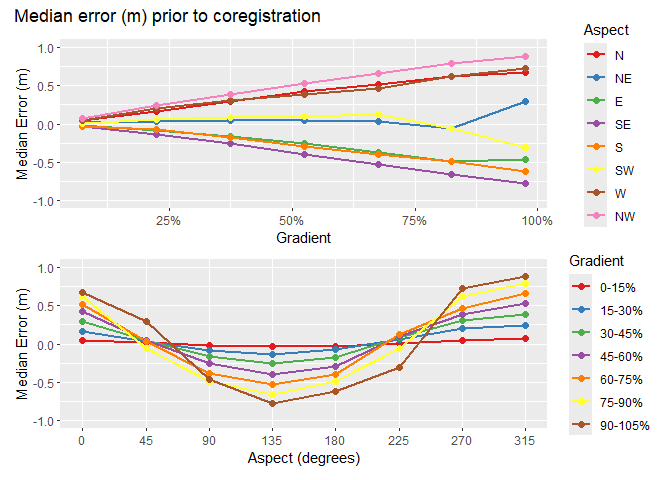 Median error (m) prior to coregistration
Median Error (m)
1.0
0.5
0.0
-0.5
-1.0
25%
50%
75%
100%
Gradient
Aspect
N
NE
E
SE
S
SW
W
NW
Median Error (m)
1.0
0.5
0.0
-0.5
-1.0
0
45
90
135
180
225
270
315
Aspect (degrees)
Gradient
0-15%
15-30%
30-45%
45-60%
60-75%
75-90%
90-105%